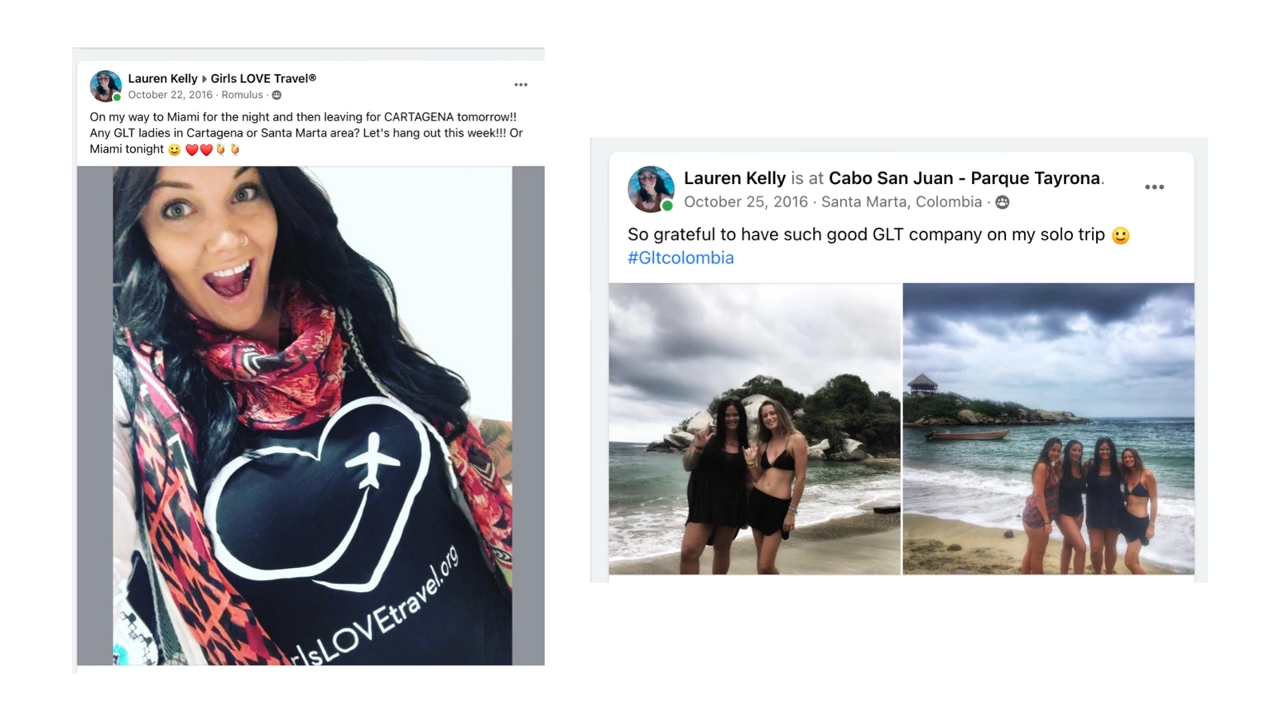 Lauren Kelly ▸ Girls LOVE Travel®
October 22, 2016 · Romulus ·
On my way to Miami for the night and then leaving for CARTAGENA tomorrow!!
Any GLT ladies in Cartagena or Santa Marta area? Let's hang out this week!!! Or
Miami tonight 😀 ❤️❤️💃💃
rlsLOVEtravel.org
Lauren Kelly is at Cabo San Juan - Parque Tayrona.
October 25, 2016 · Santa Marta, Colombia ·
So grateful to have such good GLT company on my solo trip 😀
#Gltcolombia